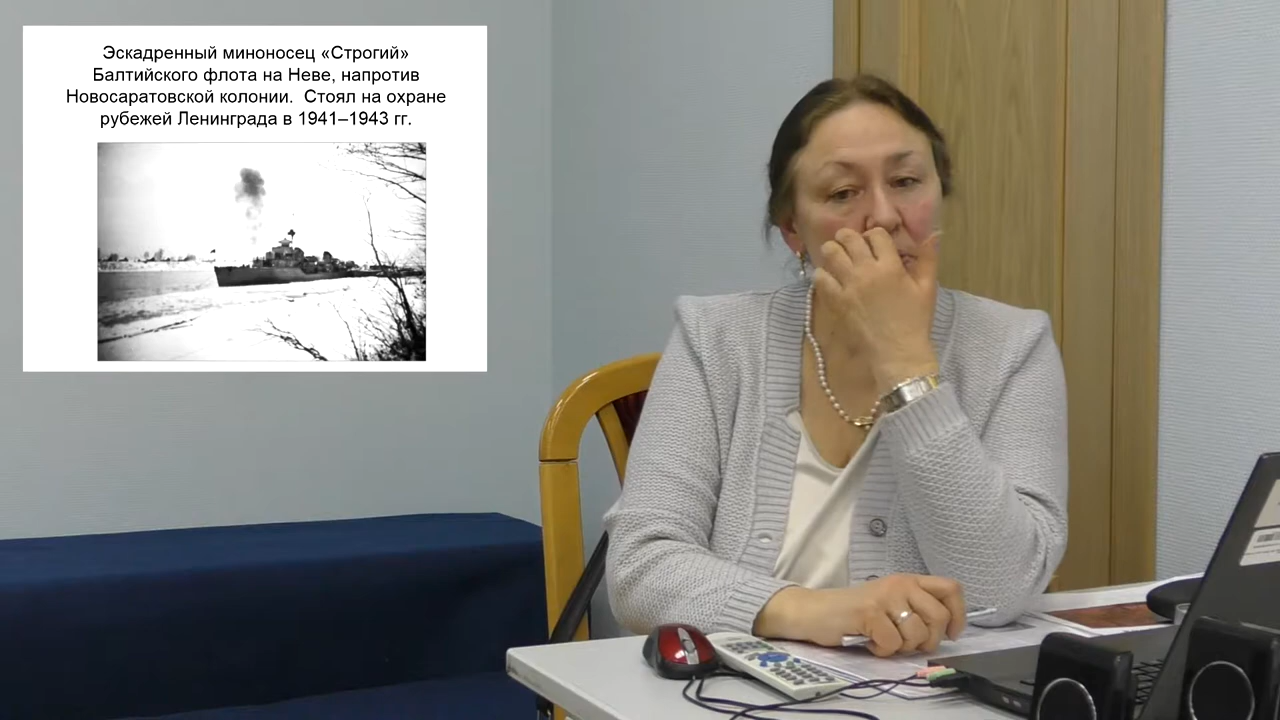 Эскадренный миноносец «Строгий»
Балтийского флота на Неве, напротив
Новосаратовской колонии. Стоял на охране
рубежей Ленинграда в 1941–1943 гг.